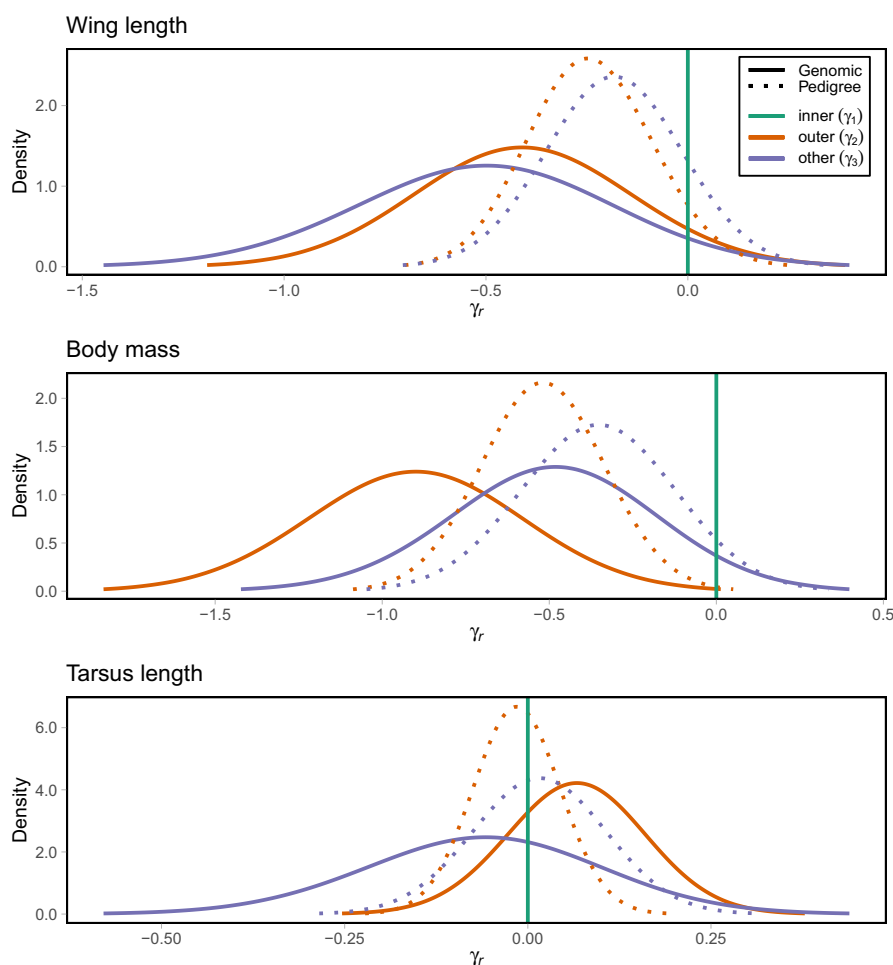 Wing length
Density
2.0
1.0
0.0
Genomic
Pedigree
inner (γ₁)
outer (γ₂)
other (γ₃)
−1.5 −1.0 −0.5 0.0
γᵣ
Body mass
Density
2.0
1.5
1.0
0.5
0.0
−1.5 −1.0 −0.5 0.0 0.5
γᵣ
Tarsus length
Density
6.0
4.0
2.0
0.0
−0.50 −0.25 0.00 0.25
γᵣ